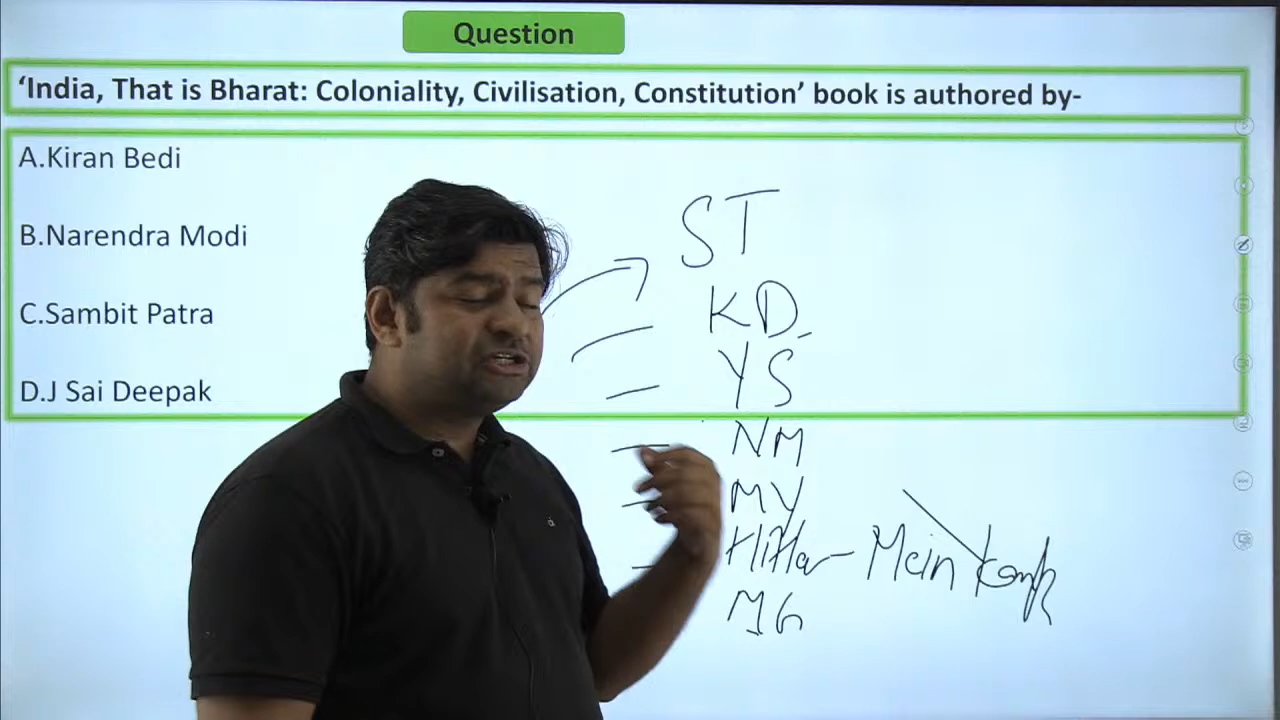 Question
‘India, That is Bharat: Coloniality, Civilisation, Constitution’ book is authored by-
A.Kiran Bedi
B.Narendra Modi
C.Sambit Patra
D.J Sai Deepak
ST
KD
YS
NM
MY
Hitler - Mein Kampf
MG